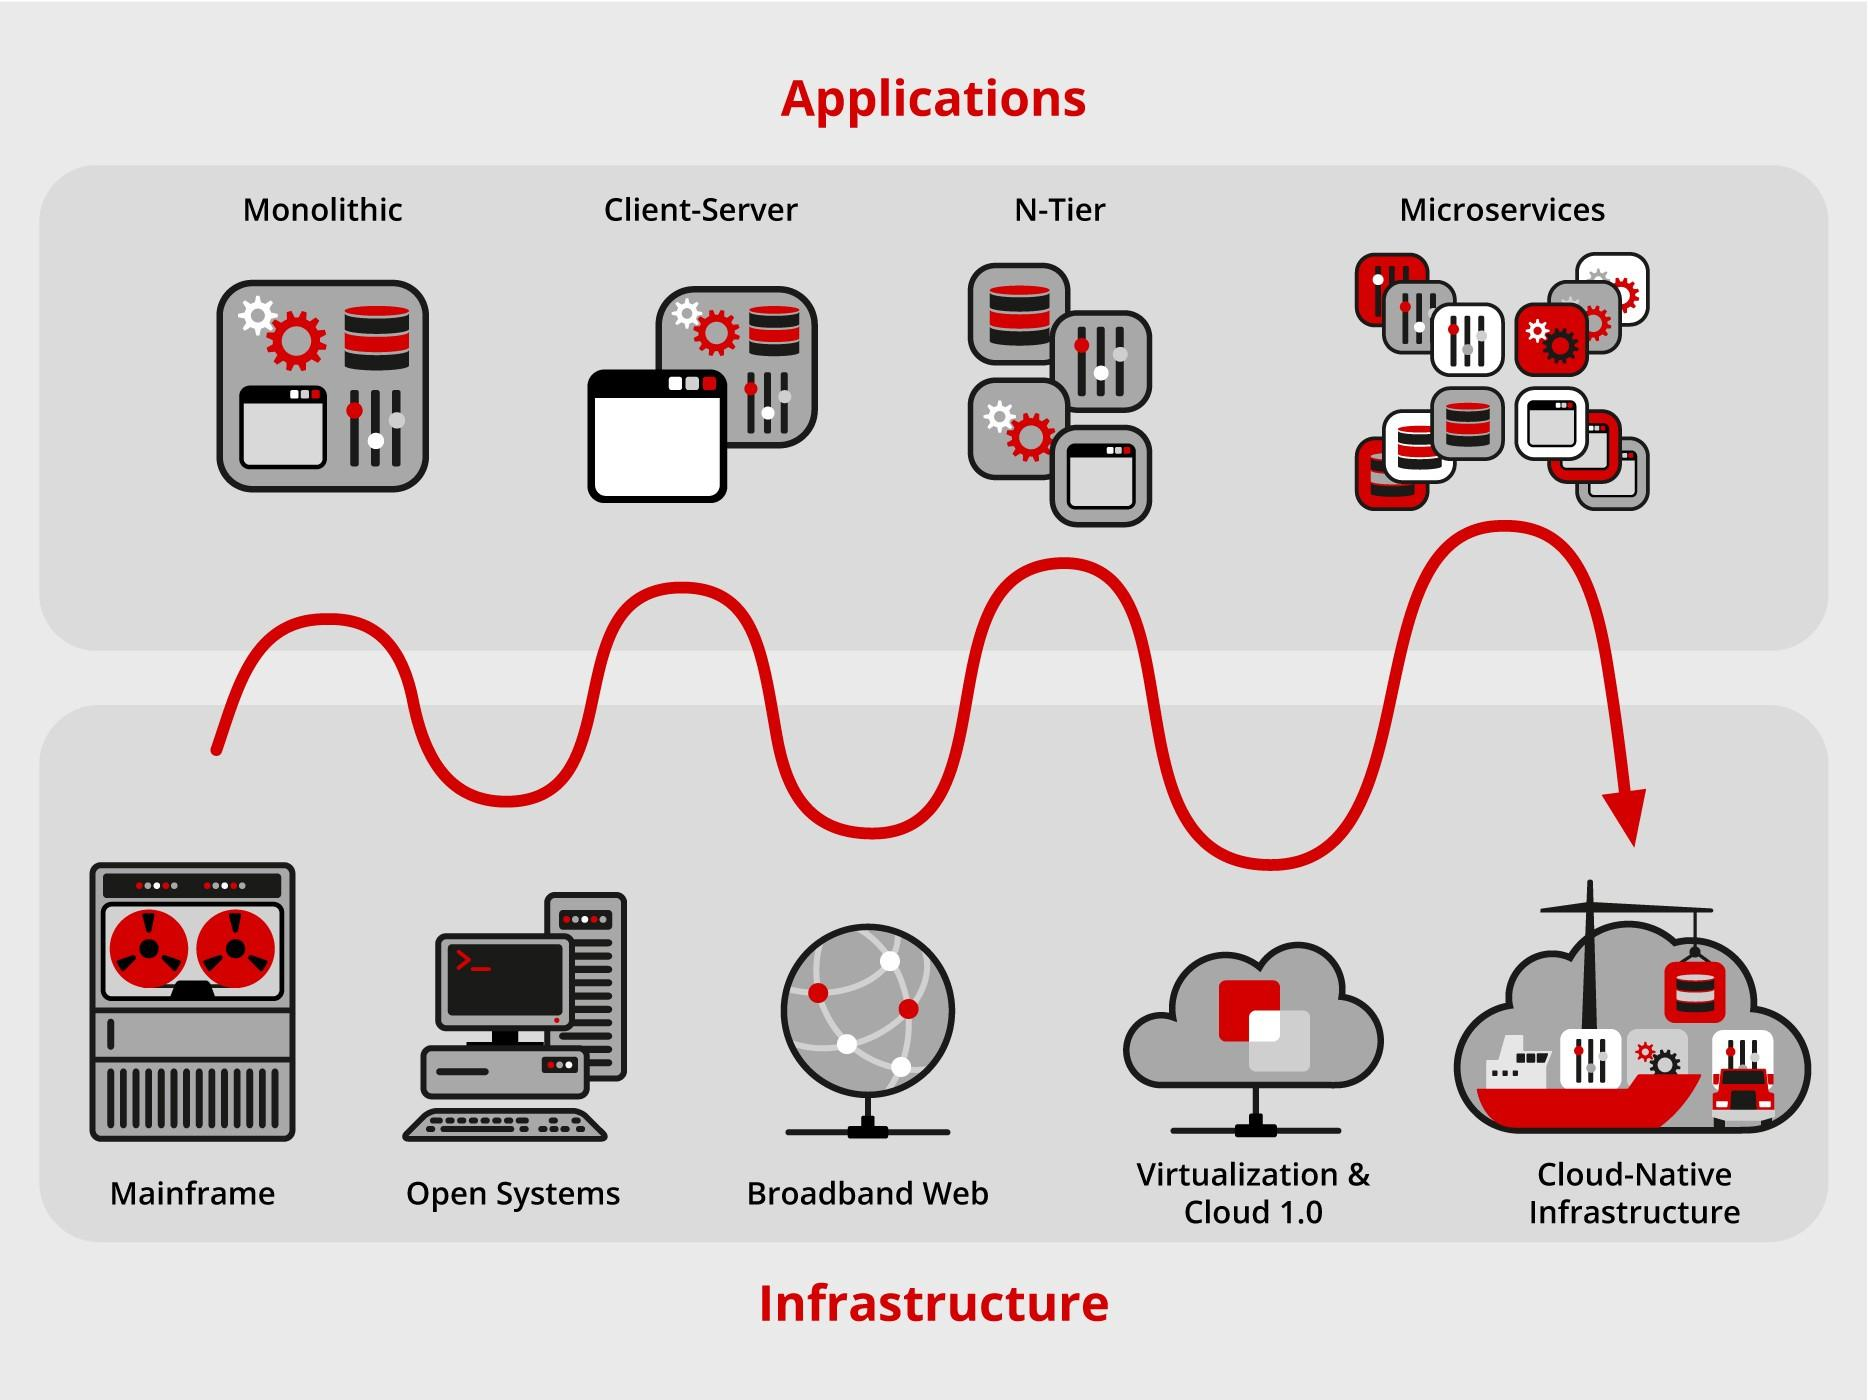 Applications
Monolithic
Client-Server
N-Tier
Microservices
>_
Mainframe
Open Systems
Broadband Web
Virtualization &
Cloud 1.0
Cloud-Native
Infrastructure
Infrastructure